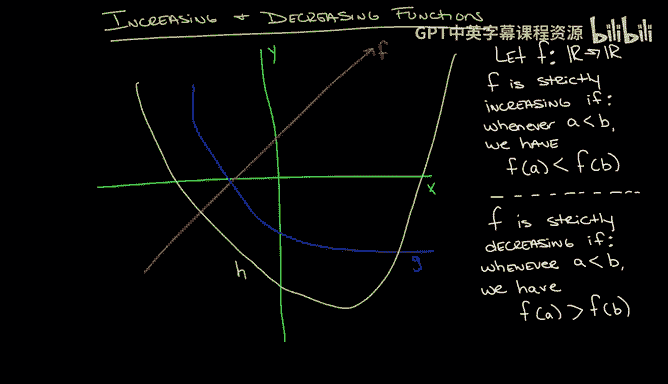 INCREASING & DECREASING FUNCTIONS
GPT中英字幕课程资源 bilibili
y
f
x
h
g
Let f: ℝ→ℝ
f is strictly
INCREASING if:
whenever a<b,
we HAVE
f(a) < f(b)
f is strictly
DECREASING if:
WHENEVER a<b,
we have
f(a) > f(b)